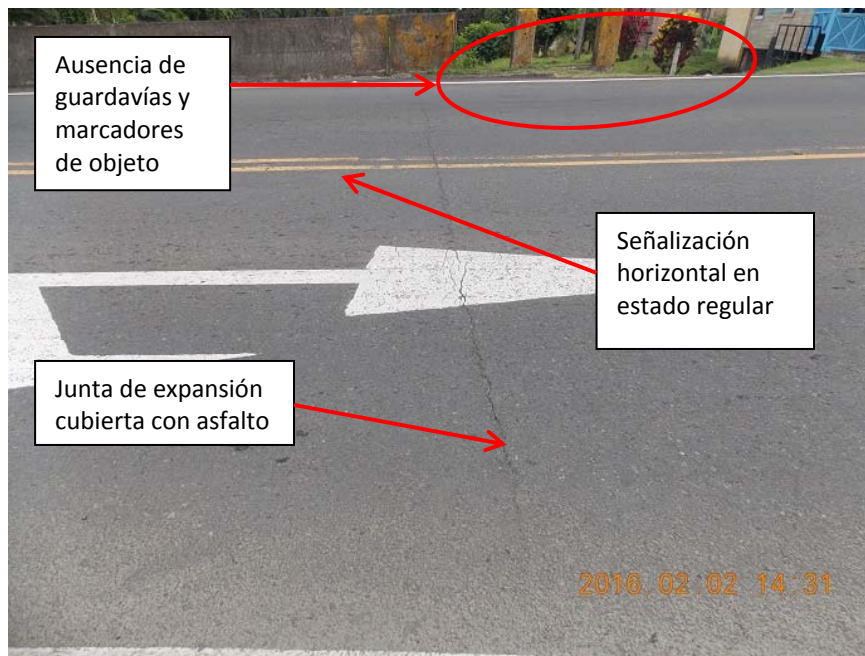 Ausencia de
guardavías y
marcadores
de objeto
Señalización
horizontal en
estado regular
Junta de expansión
cubierta con asfalto
2016.02.02 14:31